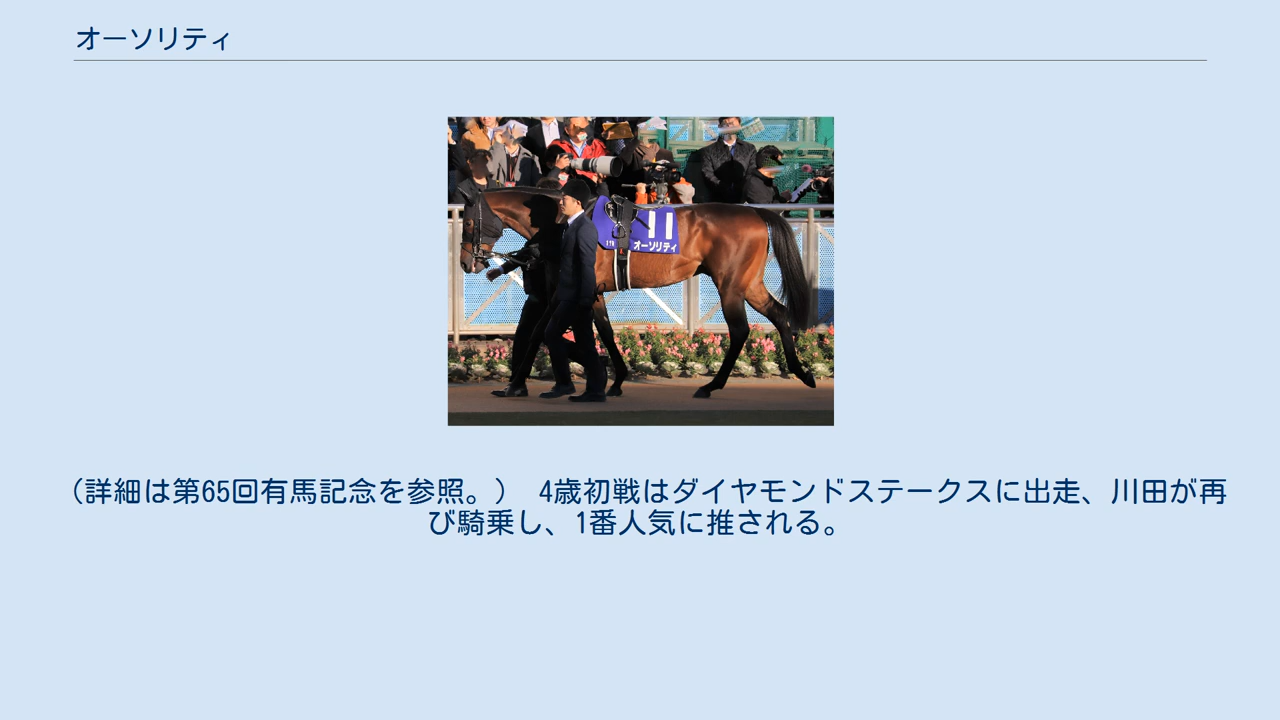 オーソリティ
11
オーソリティ
（詳細は第65回有馬記念を参照。） 4歳初戦はダイヤモンドステークスに出走、川田が再
び騎乗し、1番人気に推される。